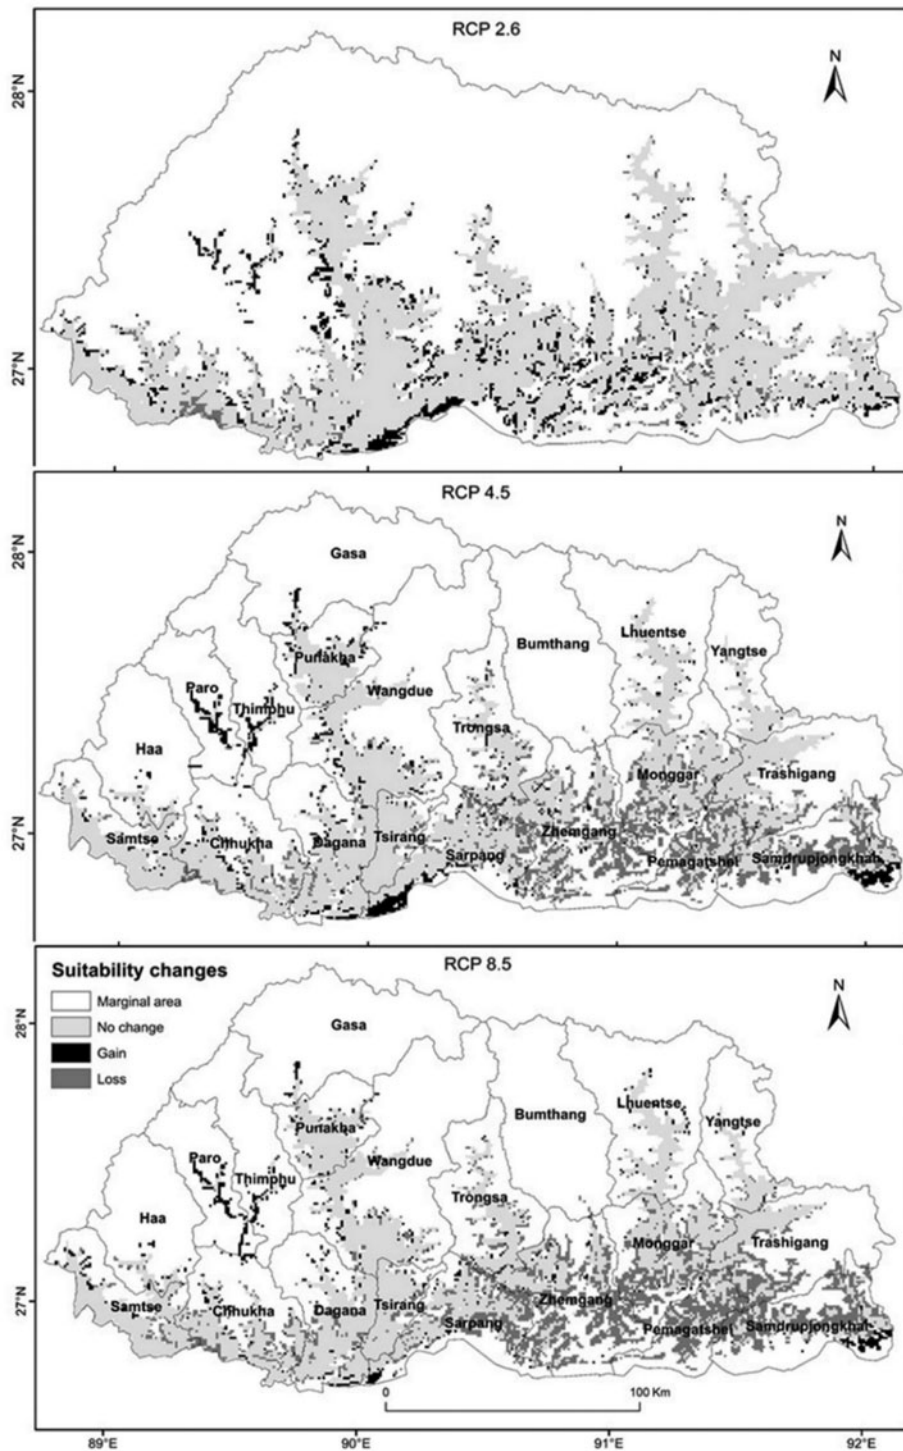 RCP 2.6
N
28°N
27°N
RCP 4.5
N
28°N
Gasa
Punakha
Lhuentse
Bumthang
Yangtse
Paro
Thimphu
Wangdue
Trongsa
Haa
Monggar
Trashigang
27°N
Samtse
Chhukha
Dagana
Tsirang
Zhemgang
Sarpang
Pemagatshel
Samdrupjongkhar
RCP 8.5
Suitability changes
N
Marginal area
No change
Gain
Loss
28°N
Gasa
Lhuentse
Bumthang
Punakha
Yangtse
Paro
Wangdue
Thimphu
Trongsa
Haa
Monggar
Trashigang
27°N
Samtse
Chhukha
Dagana
Tsirang
Zhemgang
Sarpang
Pemagatshel
Samdrupjongkhar
0 100 Km
89°E 90°E 91°E 92°E